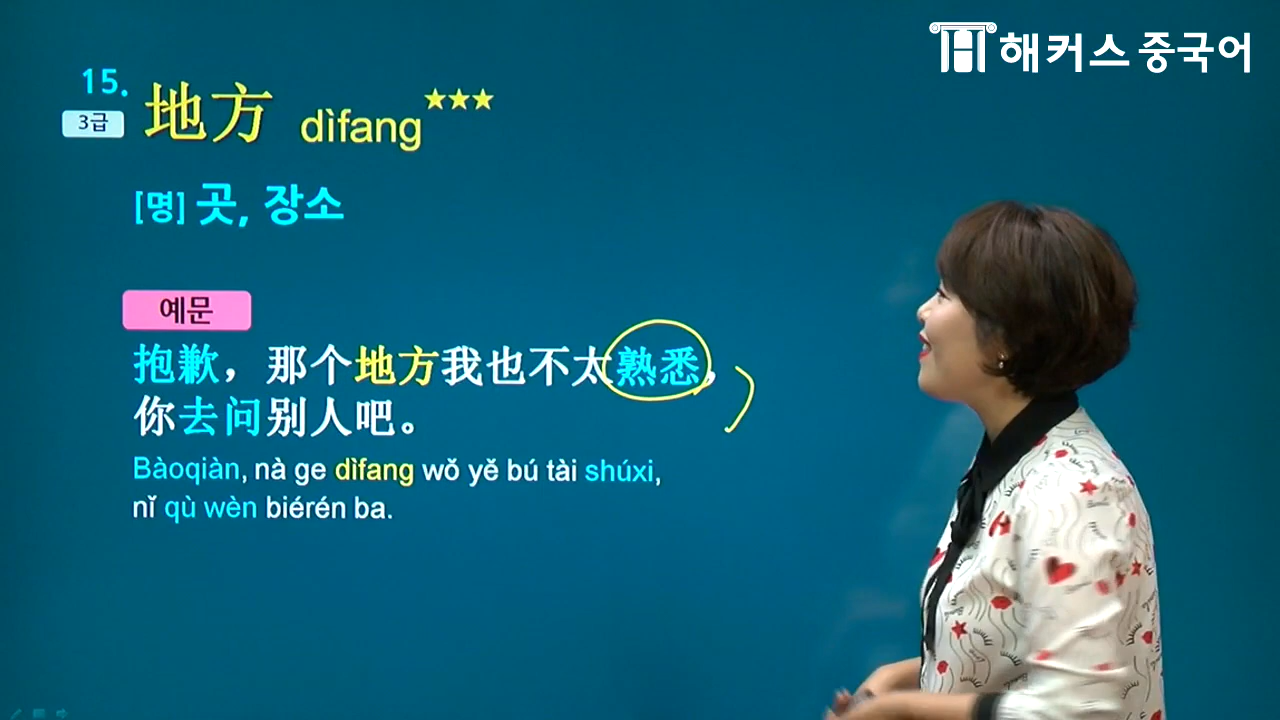 해커스 중국어
15.
3급
地方 dìfang★★★
[명] 곳, 장소
예문
抱歉，那个地方我也不太熟悉，
你去问别人吧。
Bàoqiàn, nà ge dìfang wǒ yě bú tài shúxi,
nǐ qù wèn biérén ba.